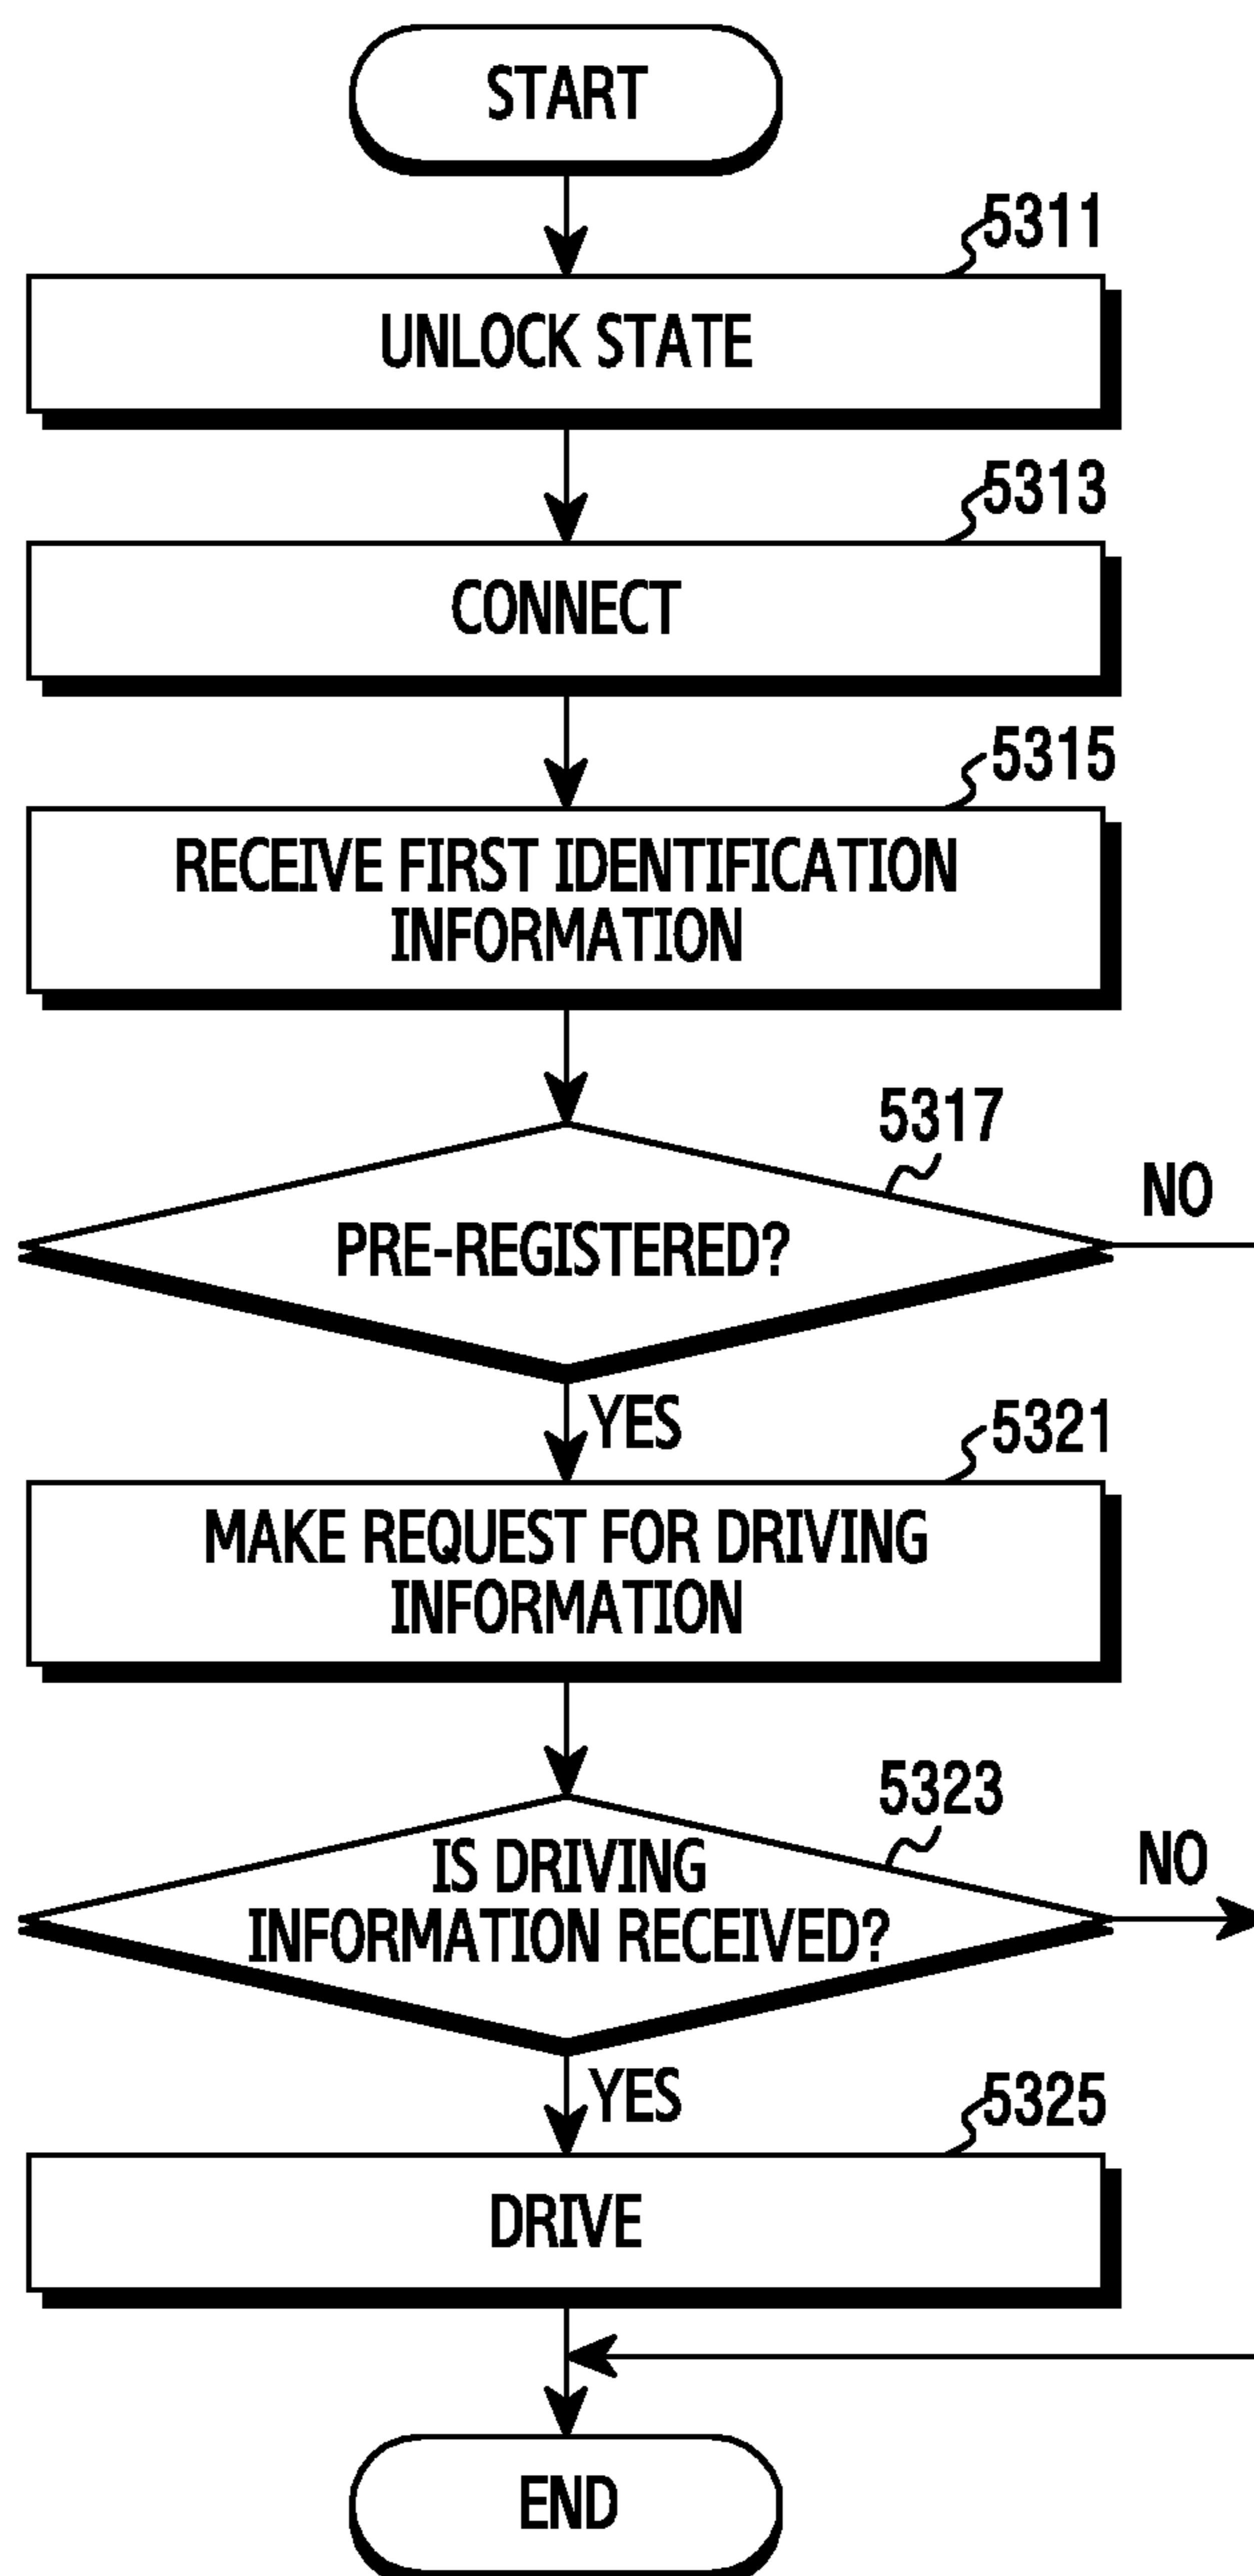 START
5311
UNLOCK STATE
5313
CONNECT
5315
RECEIVE FIRST IDENTIFICATION
INFORMATION
5317
NO
PRE-REGISTERED?
YES
5321
MAKE REQUEST FOR DRIVING
INFORMATION
5323
NO
IS DRIVING
INFORMATION RECEIVED?
YES
5325
DRIVE
END